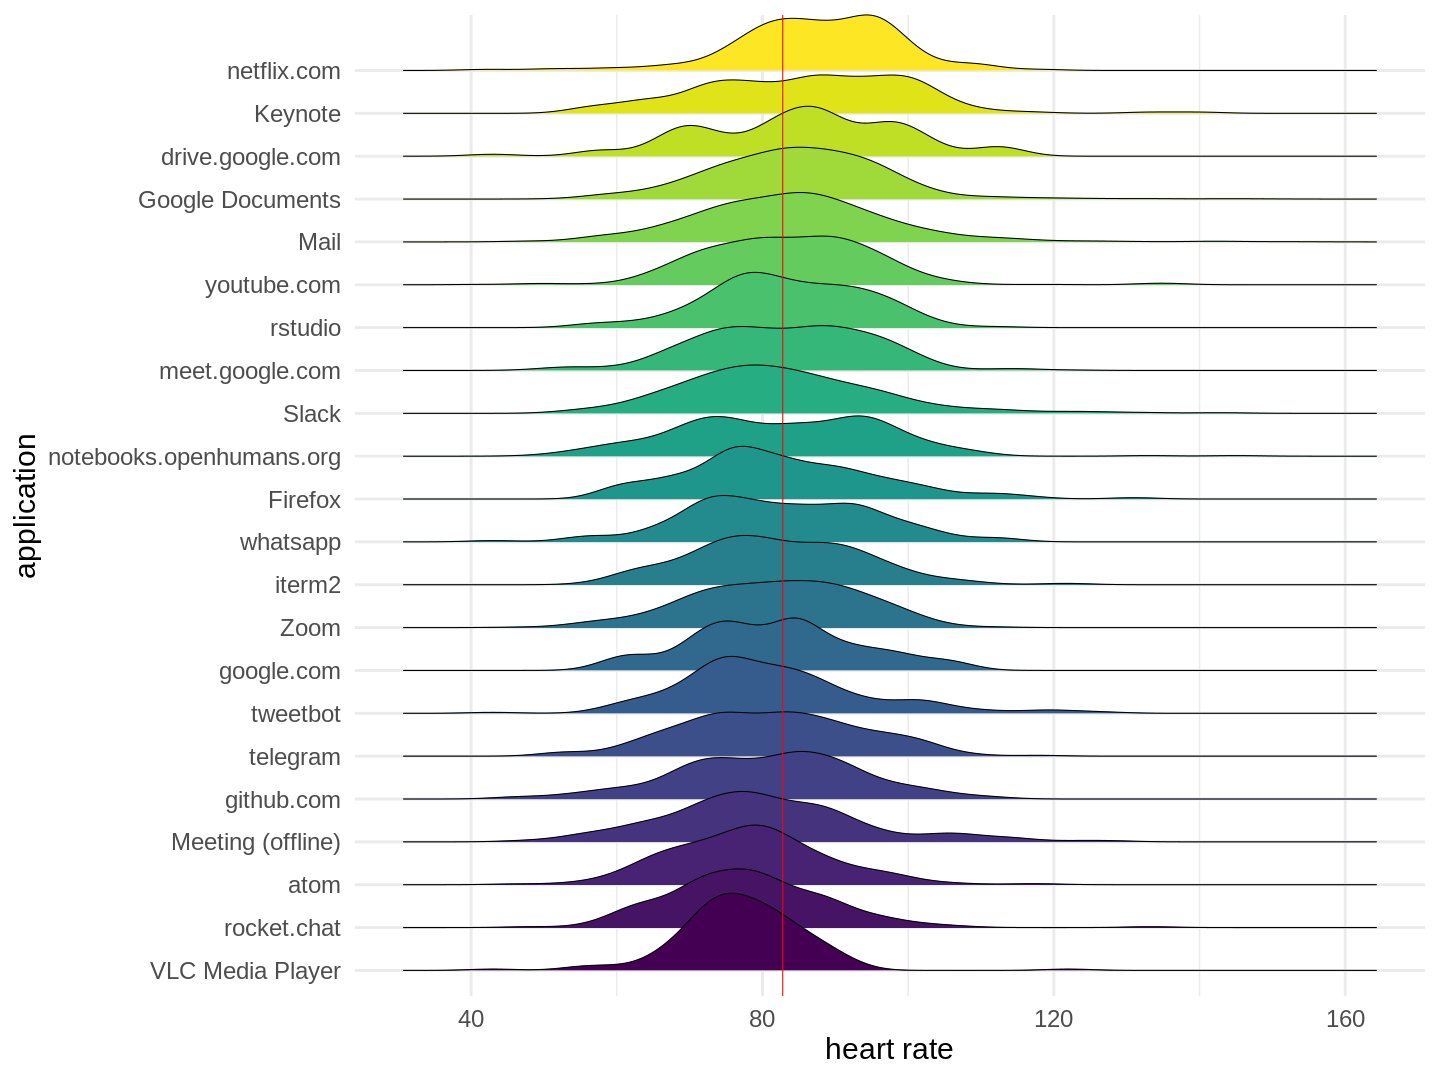 netflix.com
Keynote
drive.google.com
Google Documents
Mail
youtube.com
rstudio
meet.google.com
Slack
notebooks.openhumans.org
Firefox
whatsapp
iterm2
Zoom
google.com
tweetbot
telegram
github.com
Meeting (offline)
atom
rocket.chat
VLC Media Player
application
40 80 120 160
heart rate